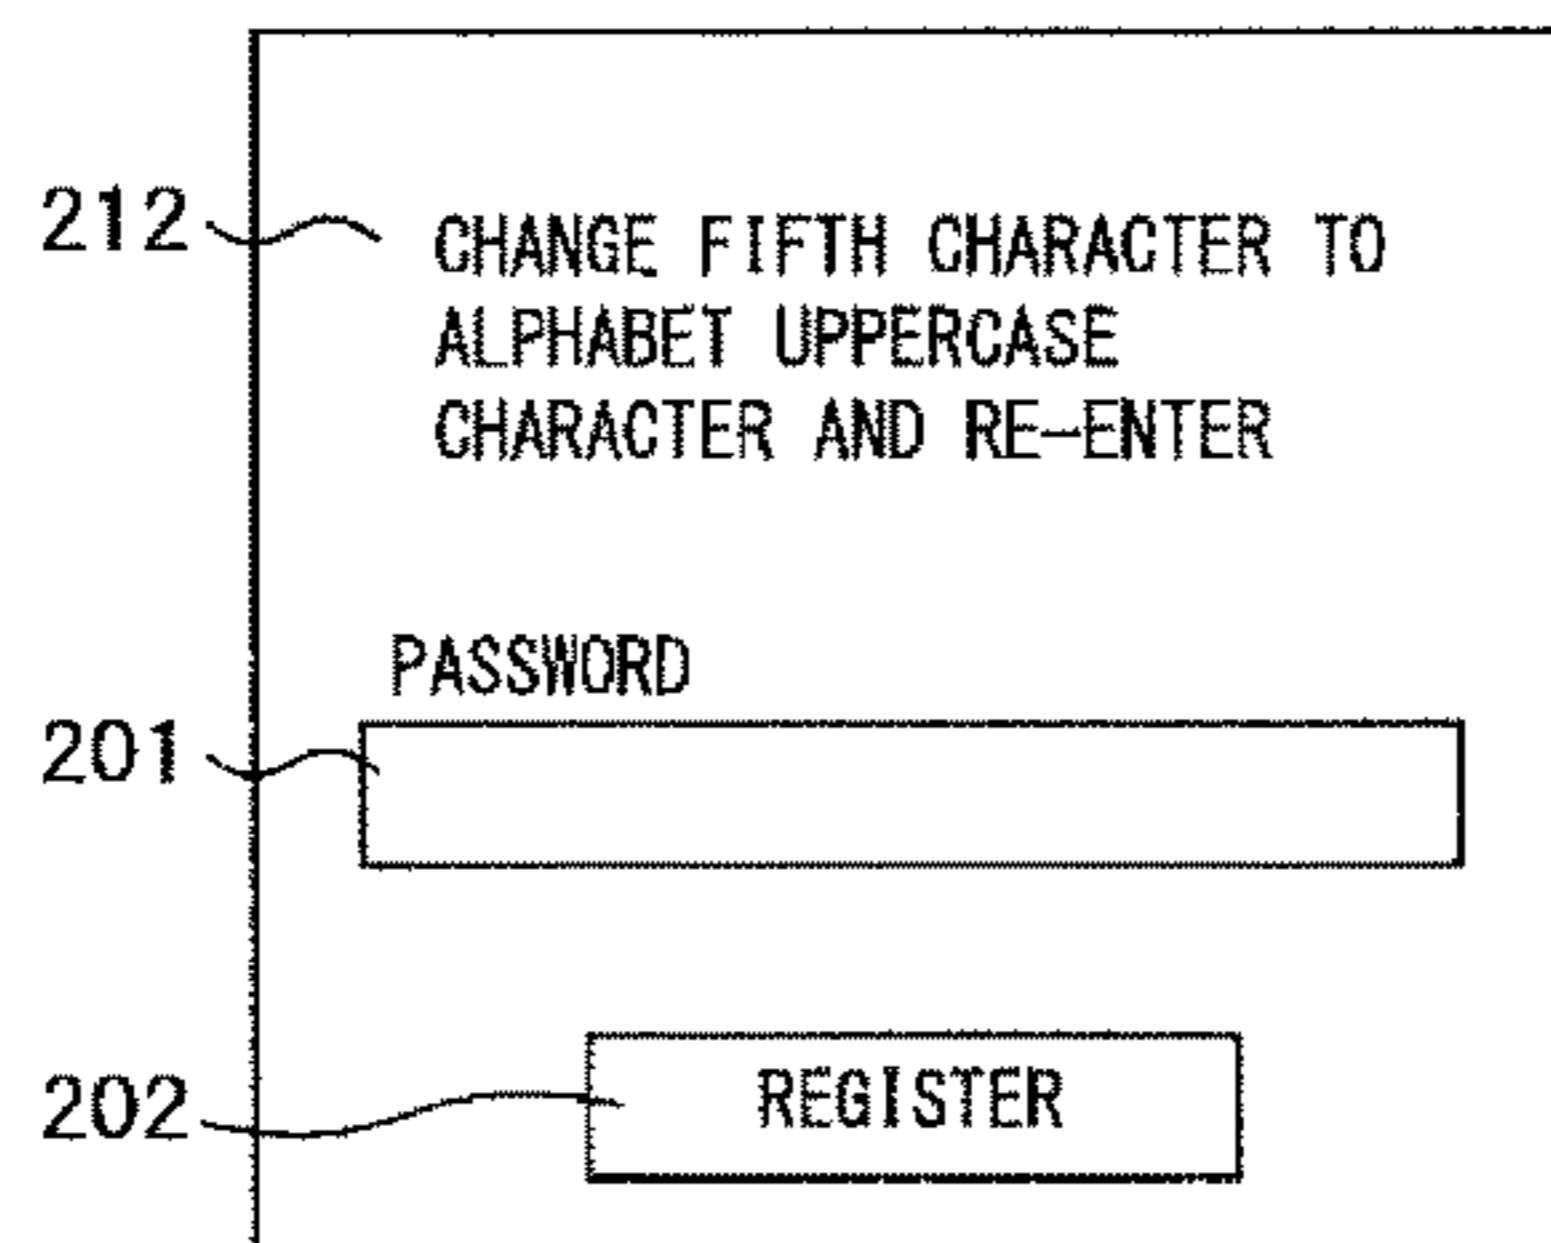 212 CHANGE FIFTH CHARACTER TO
ALPHABET UPPERCASE
CHARACTER AND RE-ENTER
PASSWORD
201
202 REGISTER